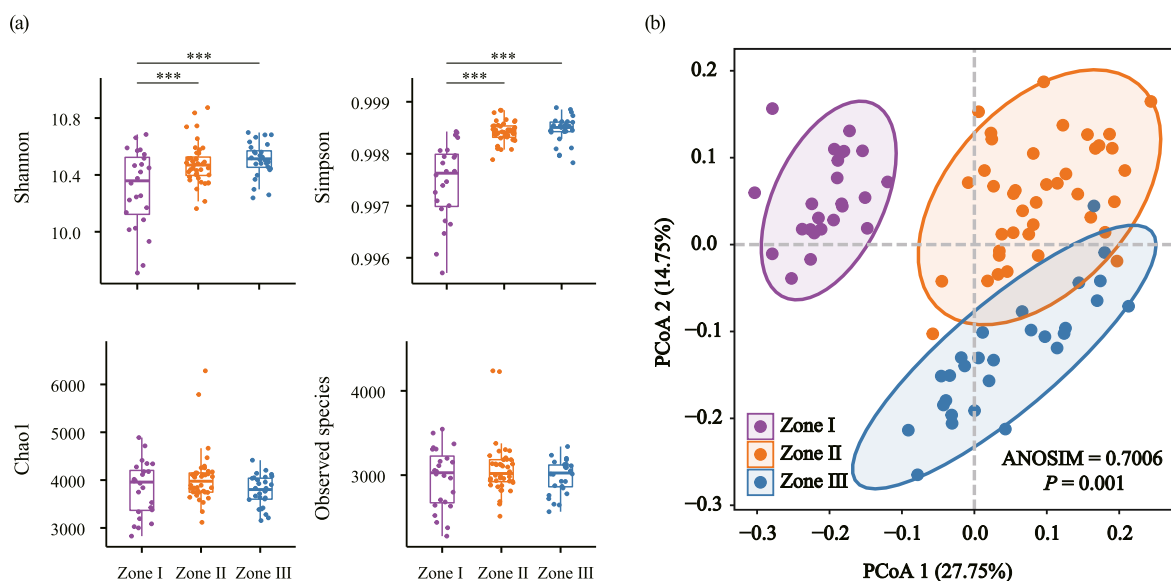 (a)
(b)
***
***
Shannon
10.8
10.4
10.0
***
***
Simpson
0.999
0.998
0.997
0.996
Chao1
6000
5000
4000
3000
Zone I Zone II Zone III
Observed species
4000
3000
Zone I Zone II Zone III
PCoA 2 (14.75%)
0.2
0.1
0.0
−0.1
−0.2
−0.3
Zone I
Zone II
Zone III
ANOSIM = 0.7006
P = 0.001
−0.3 −0.2 −0.1 0.0 0.1 0.2
PCoA 1 (27.75%)